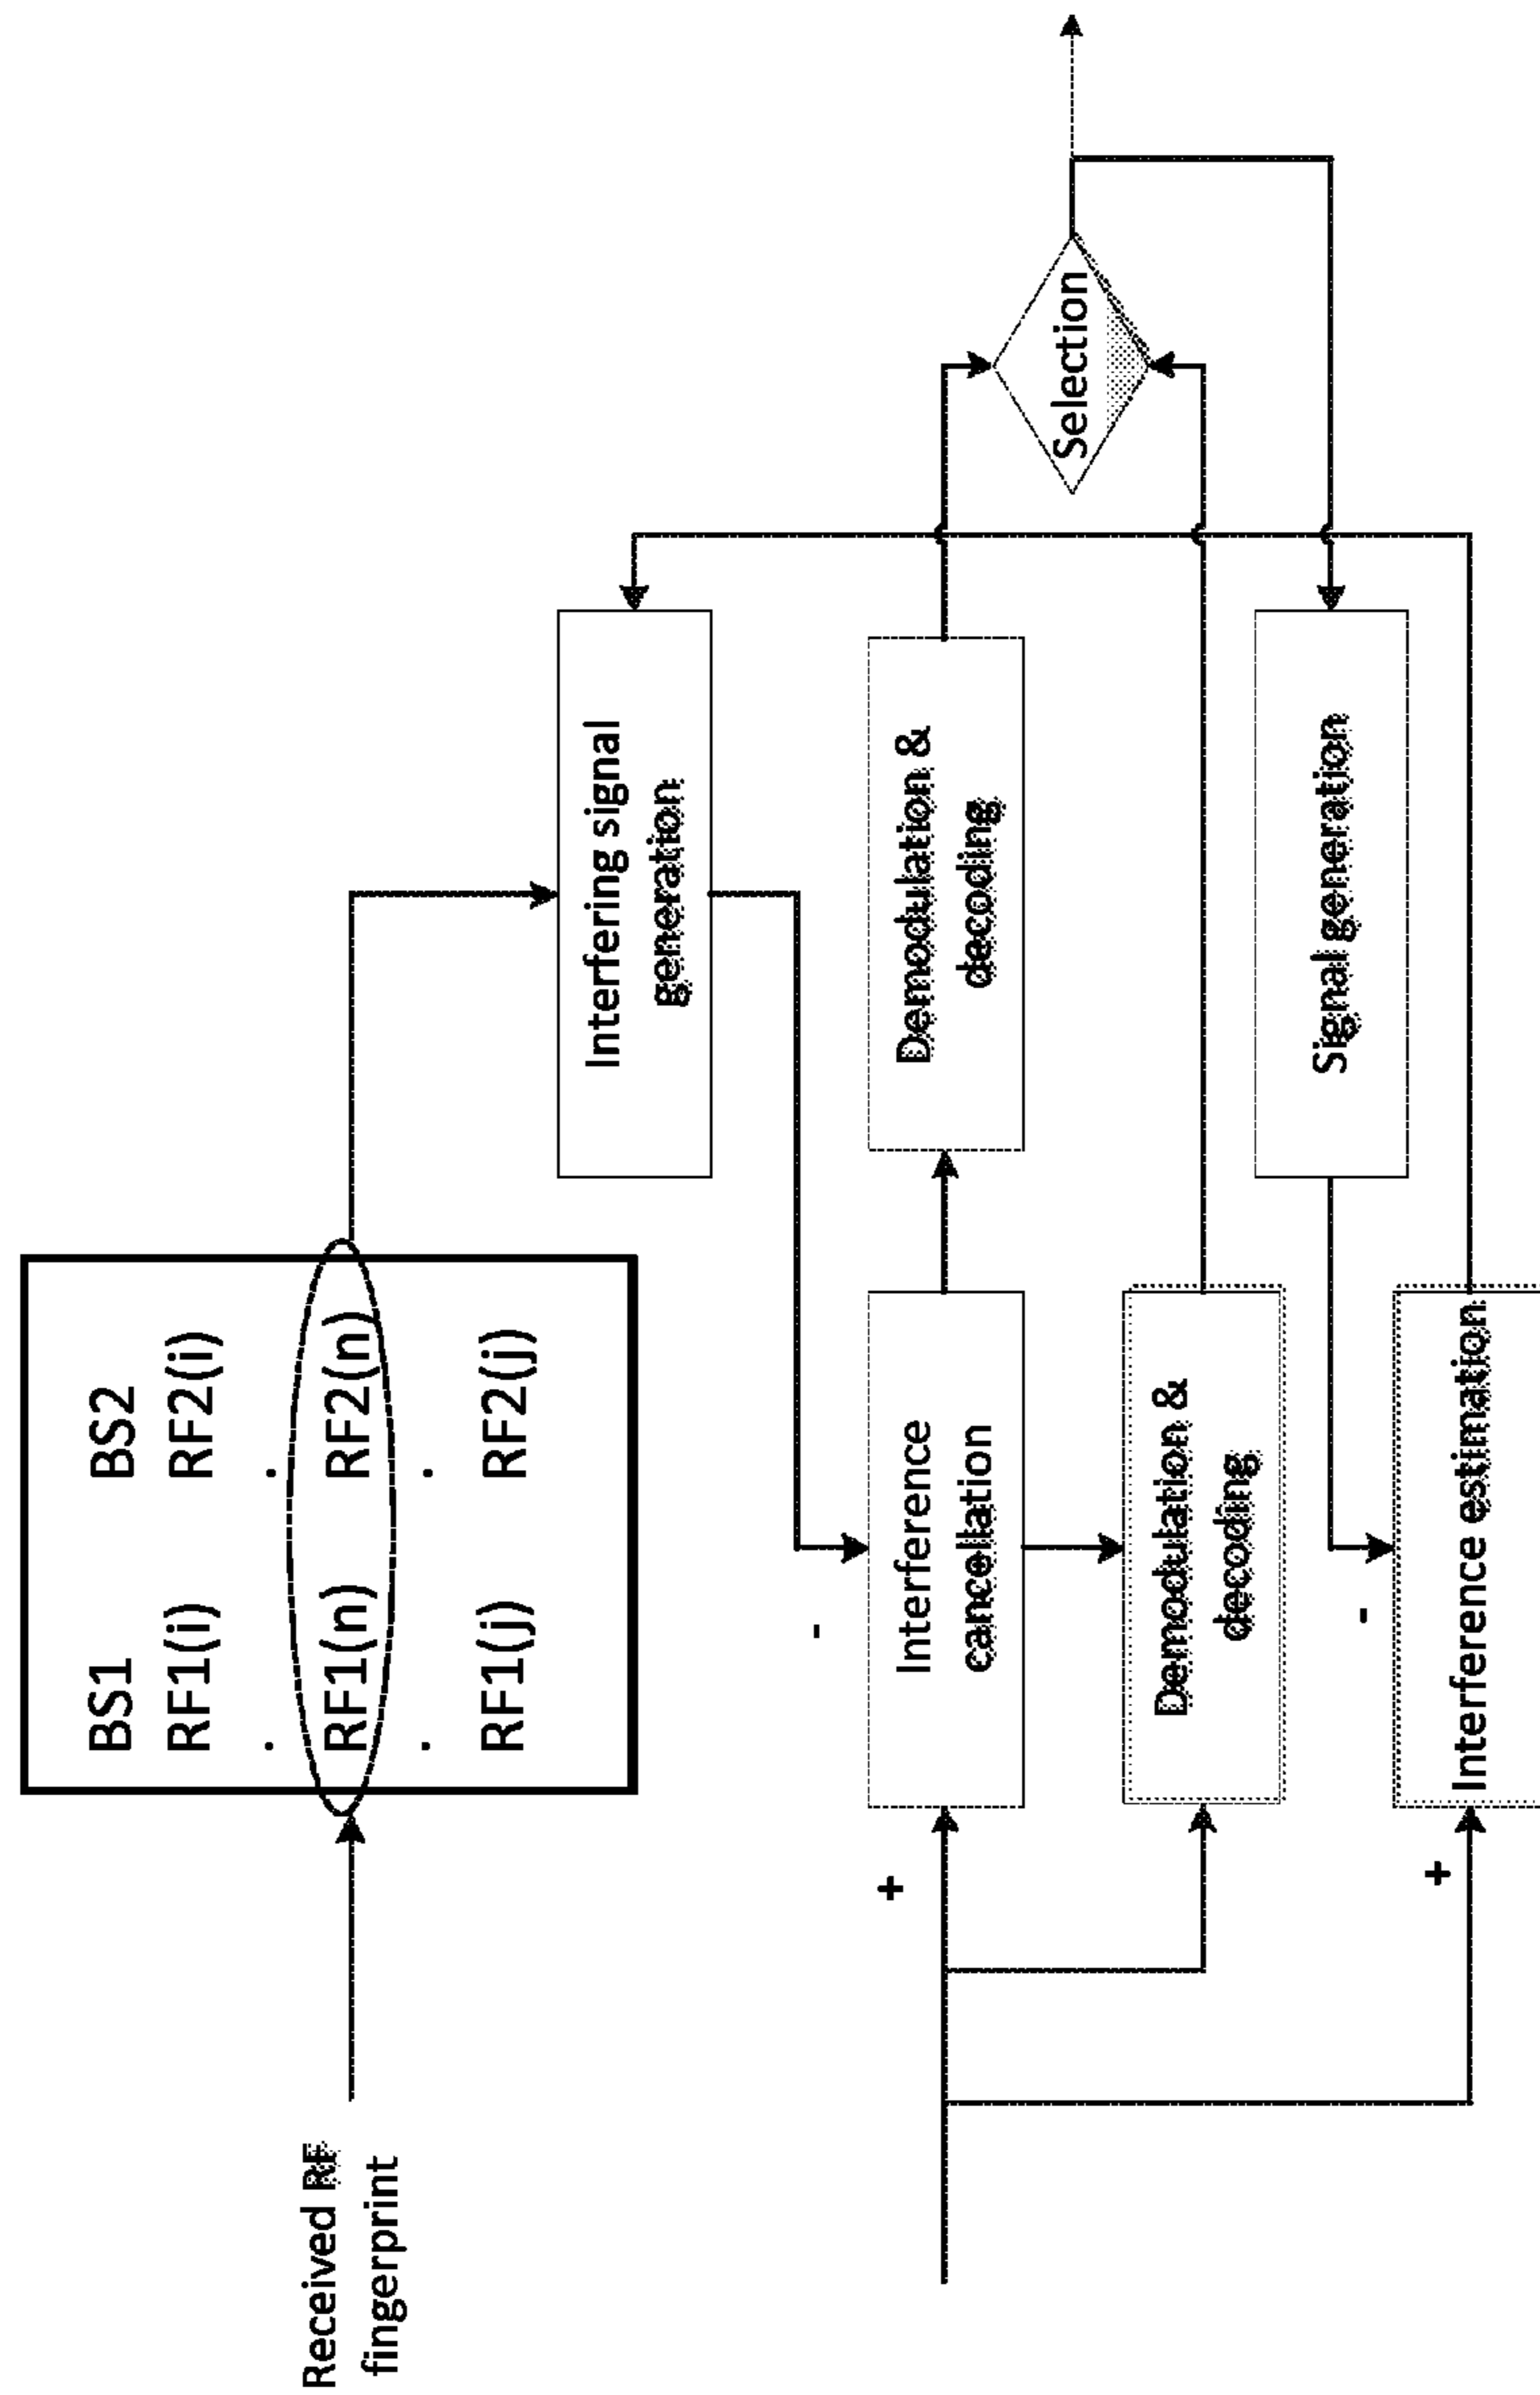 BS1 BS2
RF1(i) RF2(i)
. .
RF1(n) RF2(n)
. .
RF1(j) RF2(j)
Received RF
fingerprint
Interfering signal
generation
-
+
Interference
cancellation
Demodulation &
decoding
Selection
Demodulation &
decoding
Signal generation
-
+
Interference estimation